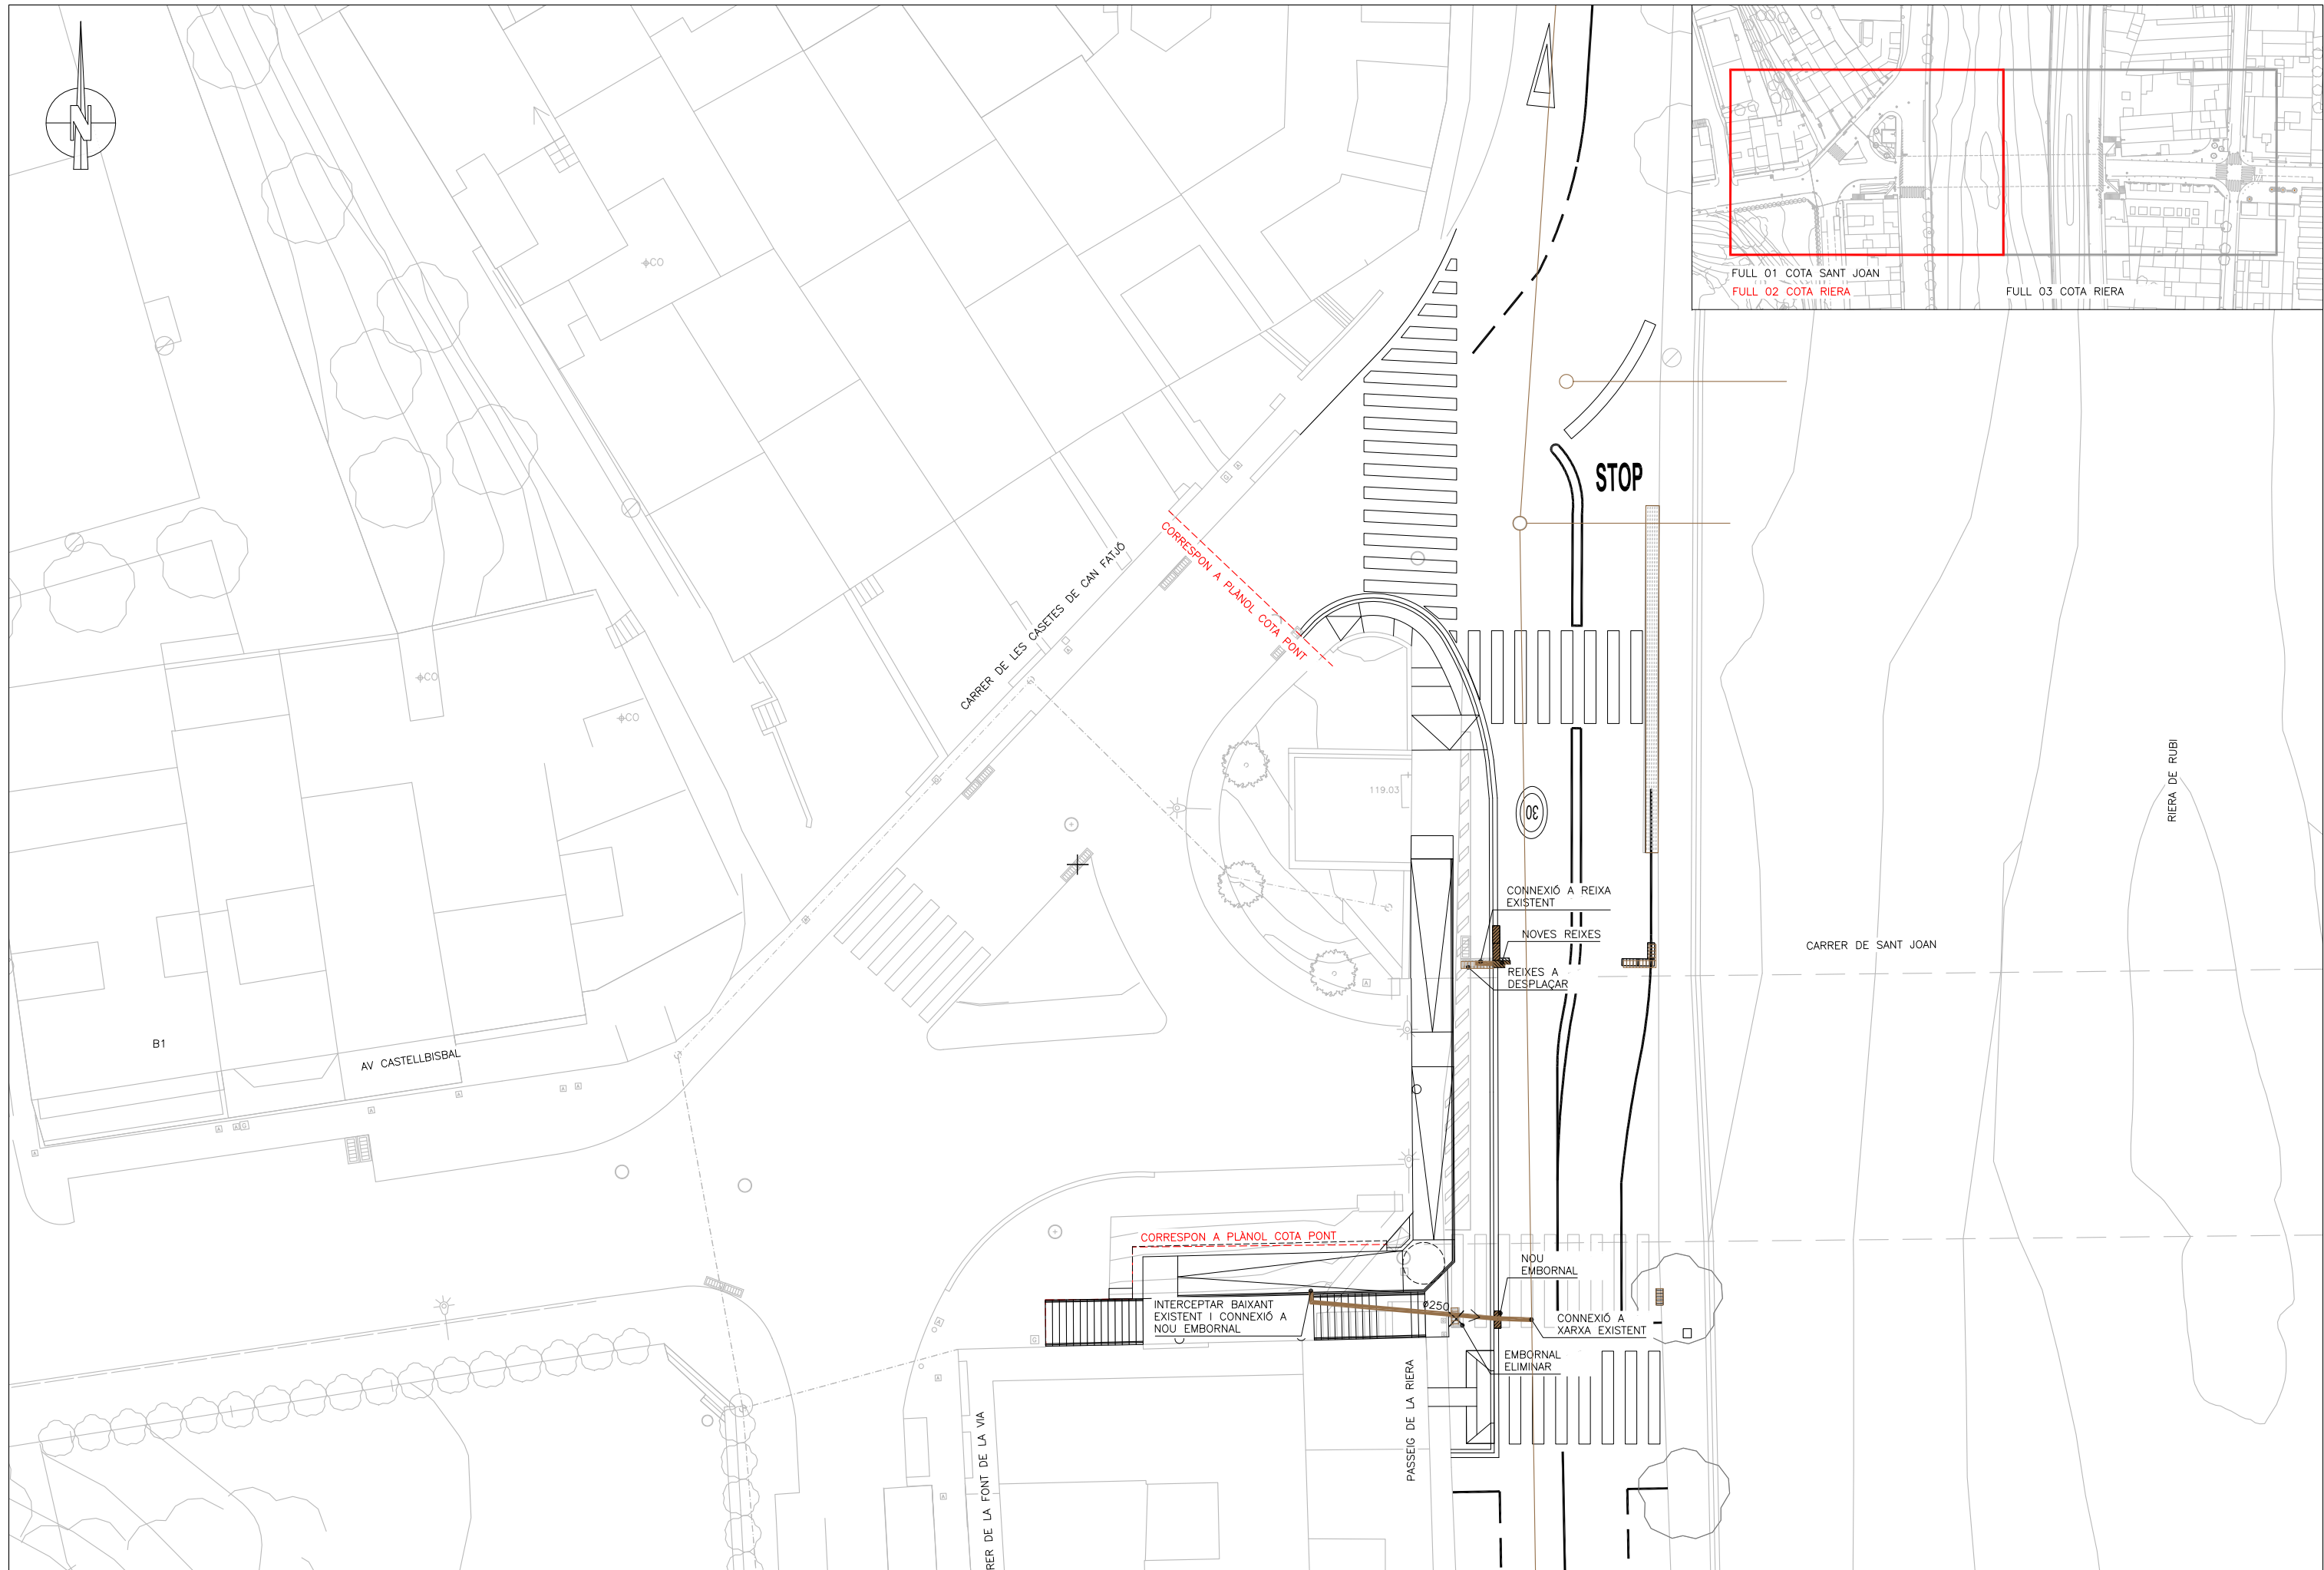 N
FULL 01 COTA SANT JOAN
FULL 02 COTA RIERA
FULL 03 COTA RIERA
CO
STOP
CORRESPON A PLÀNOL COTA PONT
CARRER DE LES CASETES DE CAN FATJÓ
CO
CO
119.03
30
RIERA DE RUBI
CONNEXIÓ A REIXA
EXISTENT
NOVES REIXES
REIXES A
DESPLAÇAR
CARRER DE SANT JOAN
B1
AV CASTELLBISBAL
CORRESPON A PLÀNOL COTA PONT
NOU
EMBORNAL
INTERCEPTAR BAIXANT
EXISTENT I CONNEXIÓ A
NOU EMBORNAL
Ø250
CONNEXIÓ A
XARXA EXISTENT
EMBORNAL
ELIMINAR
PASSEIG DE LA RIERA
RER DE LA FONT DE LA VIA